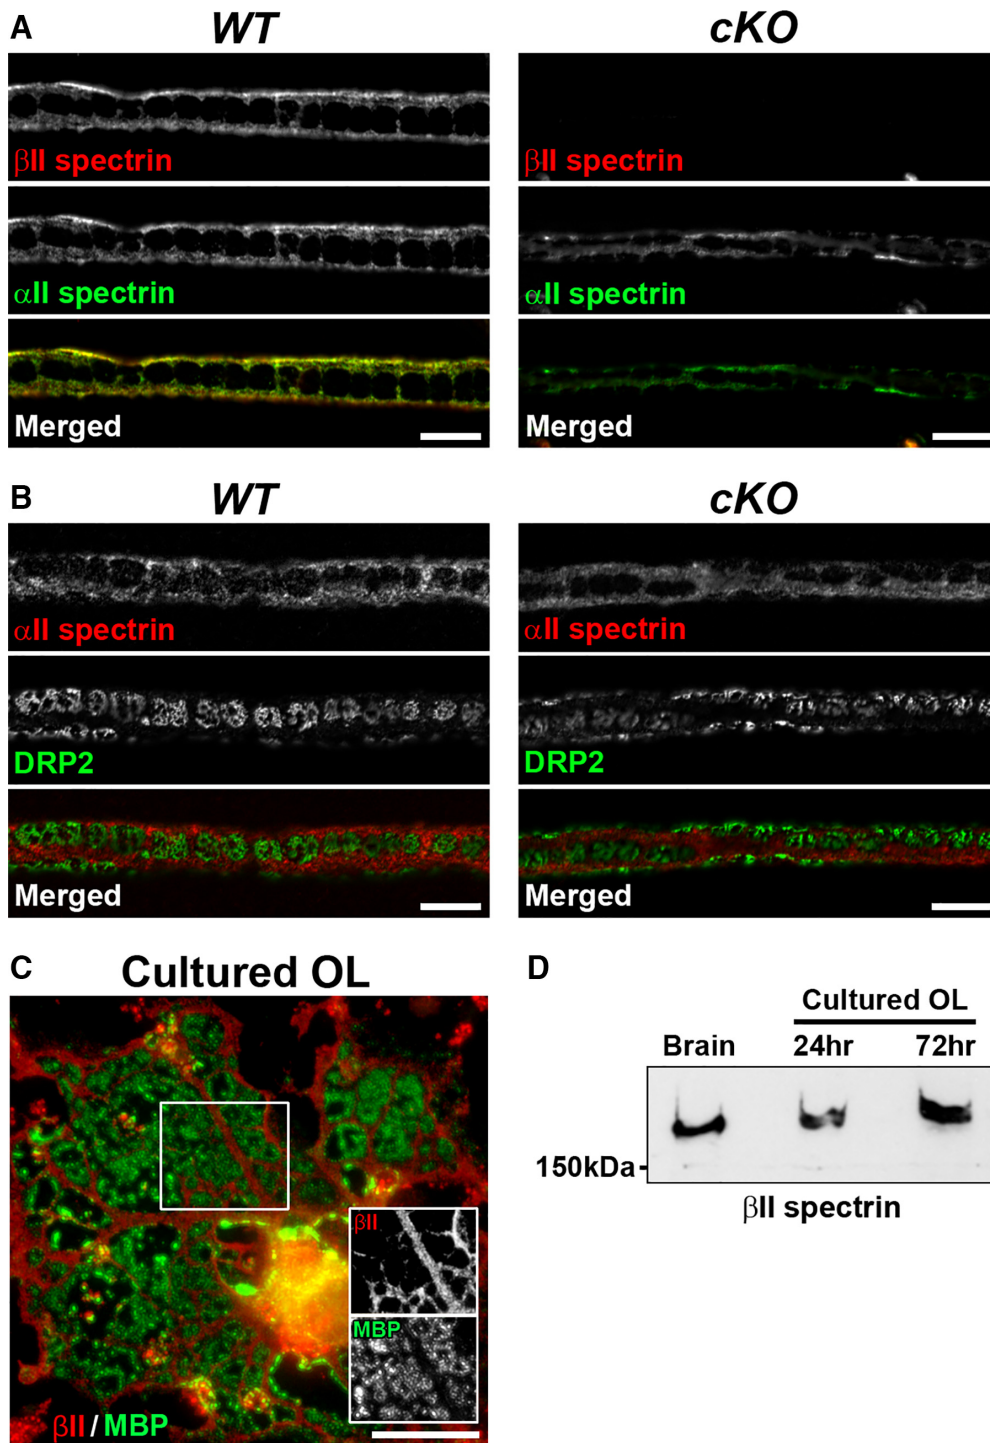 A
WT
cKO
βII spectrin
βII spectrin
αII spectrin
αII spectrin
Merged
Merged
B
WT
cKO
αII spectrin
αII spectrin
DRP2
DRP2
Merged
Merged
C
Cultured OL
βII
MBP
βII/MBP
D
Cultured OL
Brain 24hr 72hr
150kDa
βII spectrin